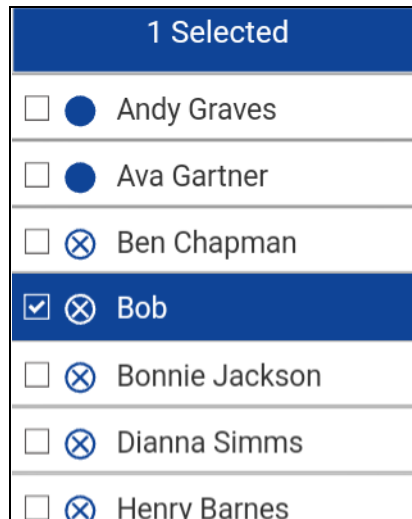 1 Selected
Andy Graves
Ava Gartner
Ben Chapman
Bob
Bonnie Jackson
Dianna Simms
Henry Barnes